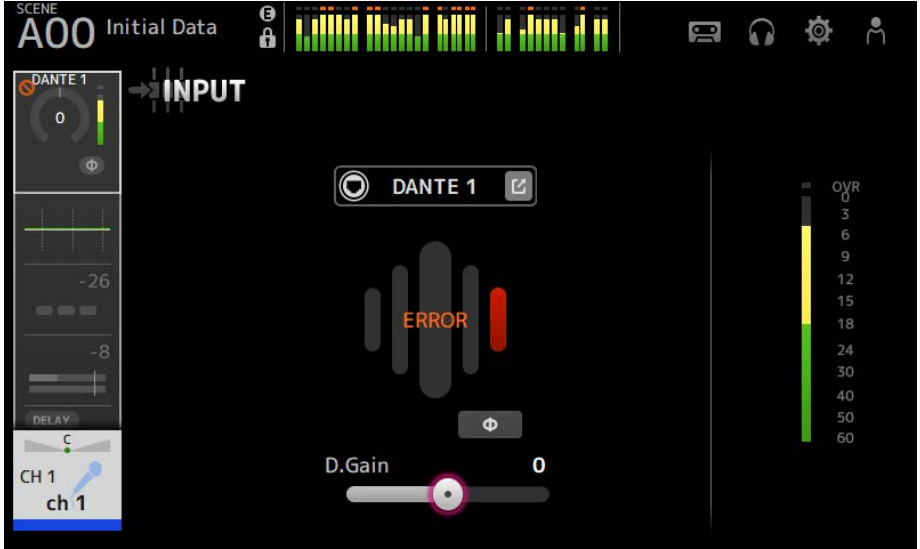 SCENE
A00 Initial Data
E
DANTE 1
0
Φ
-26
-8
DELAY
C
CH 1
ch 1
INPUT
DANTE 1
ERROR
Φ
D.Gain 0
OVR
0
3
6
9
12
15
18
24
30
40
50
60